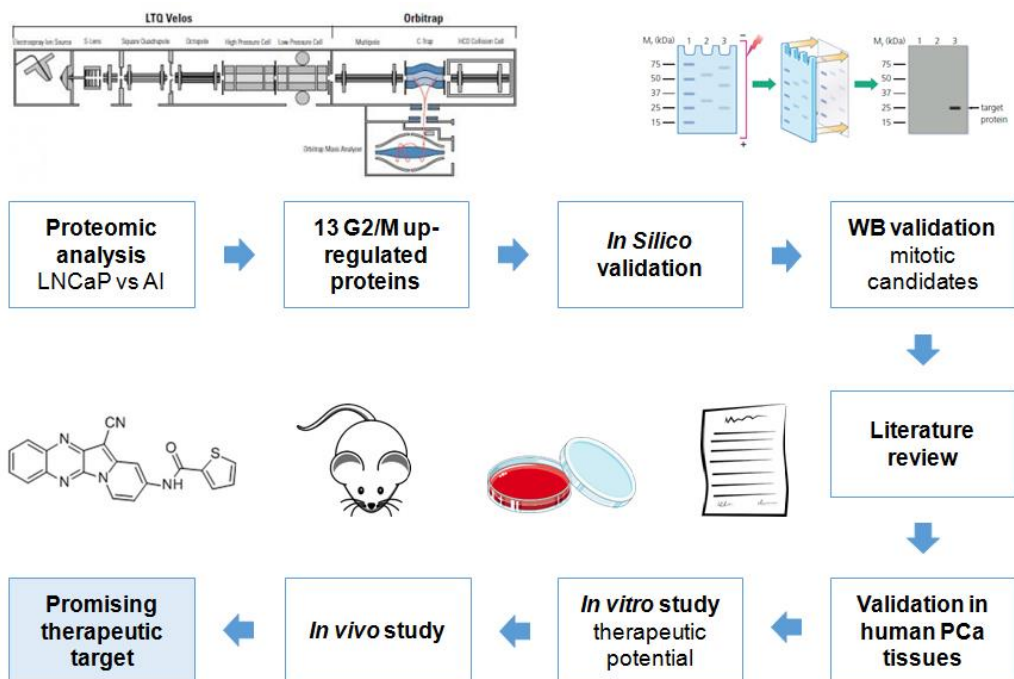 LTQ Velos
Orbitrap
Electrospray Ion Source
S-Lens
Square Quadrupole
Octopole
High Pressure Cell
Low Pressure Cell
Multipole
C Trap
HCD Collision Cell
Orbitrap Mass Analyzer
Mr (kDa) 1 2 3
75
50
37
25
15
−
+
Mr (kDa) 1 2 3
75
50
37
25
15
target
protein
Proteomic
analysis
LNCaP vs AI
13 G2/M up-
regulated
proteins
In Silico
validation
WB validation
mitotic
candidates
Literature
review
CN
N
N
N
O
NH
S
Promising
therapeutic
target
In vivo study
In vitro study
therapeutic
potential
Validation in
human PCa
tissues